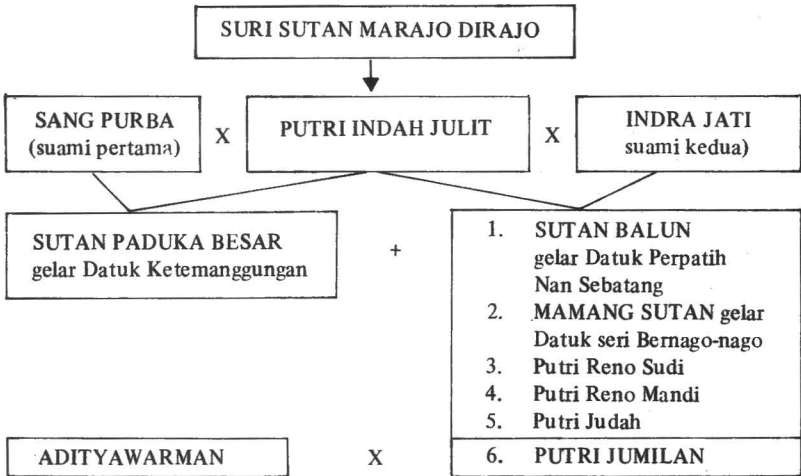 SURI SUTAN MARAJO DIRAJO
SANG PURBA
(suami pertama)
X
PUTRI INDAH JULIT
X
INDRA JATI
suami kedua)
SUTAN PADUKA BESAR
gelar Datuk Ketemanggungan
+
1. SUTAN BALUN
gelar Datuk Perpatih
Nan Sebatang
2. MAMANG SUTAN gelar
Datuk seri Bernago-nago
3. Putri Reno Sudi
4. Putri Reno Mandi
5. Putri Judah
ADITYAWARMAN
X
6. PUTRI JUMILAN